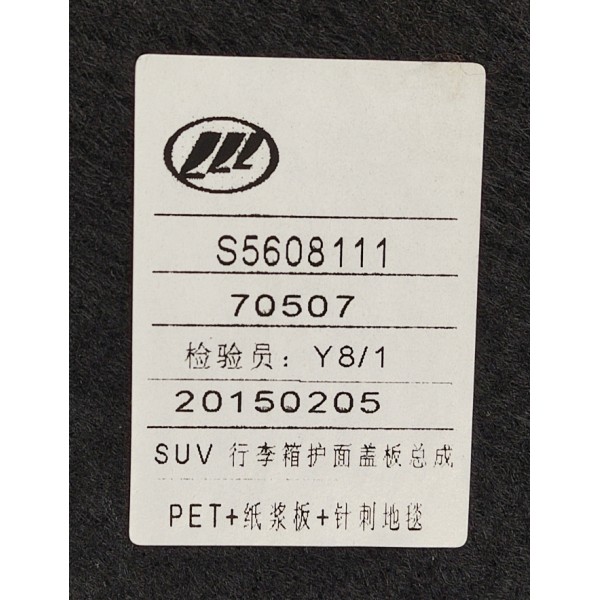 S5608111
70507
检验员: Y8/1
20150205
SUV 行李箱护面盖板总成
PET+纸浆板+针刺地毯